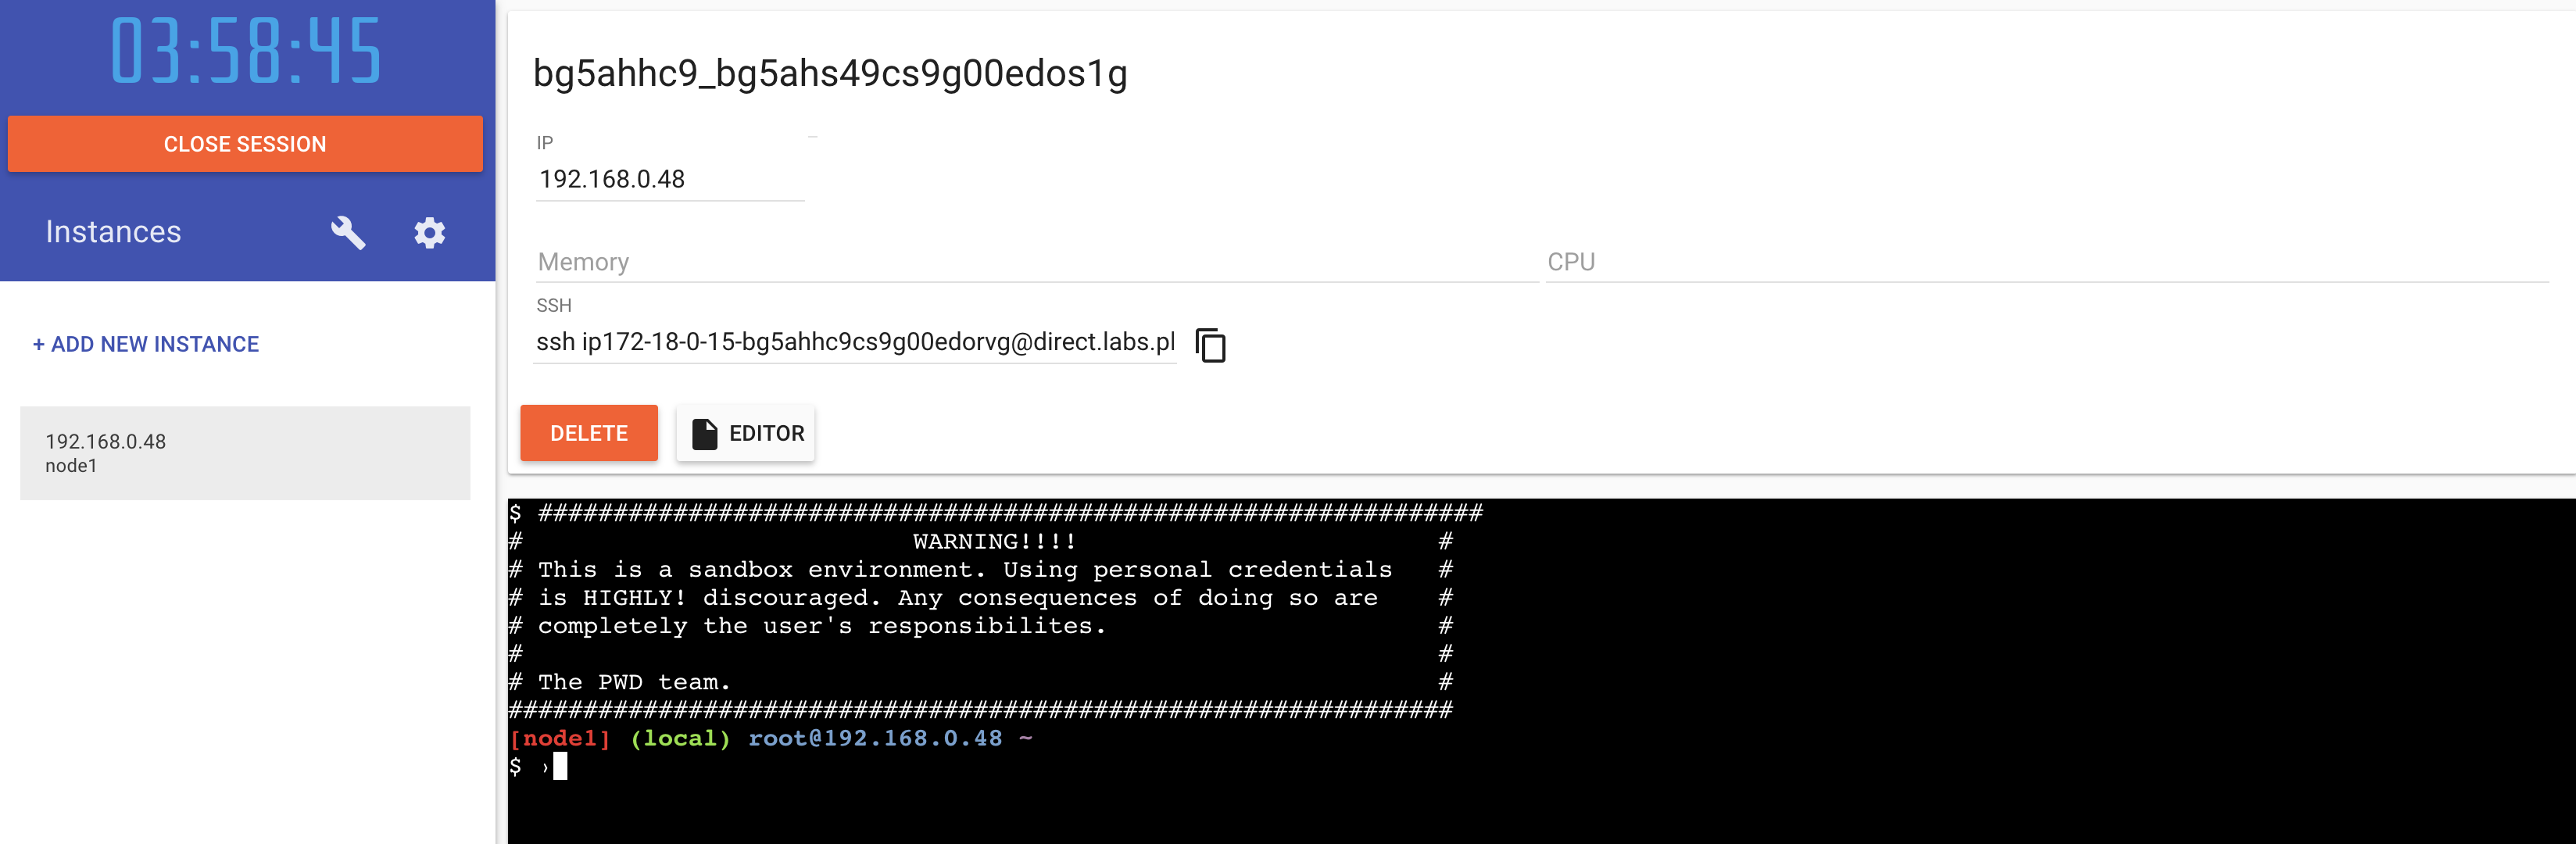 03:58:45
CLOSE SESSION
Instances
+ ADD NEW INSTANCE
192.168.0.48
node1
bg5ahhc9_bg5ahs49cs9g00edos1g
IP
192.168.0.48
Memory
CPU
SSH
ssh ip172-18-0-15-bg5ahhc9cs9g00edorvg@direct.labs.pl
DELETE
EDITOR
$ ###############################################################
#                          WARNING!!!!                        #
# This is a sandbox environment. Using personal credentials   #
# is HIGHLY! discouraged. Any consequences of doing so are    #
# completely the user's responsibilites.                      #
#                                                             #
# The PWD team.                                               #
###############################################################
[node1] (local) root@192.168.0.48 ~
$ ›